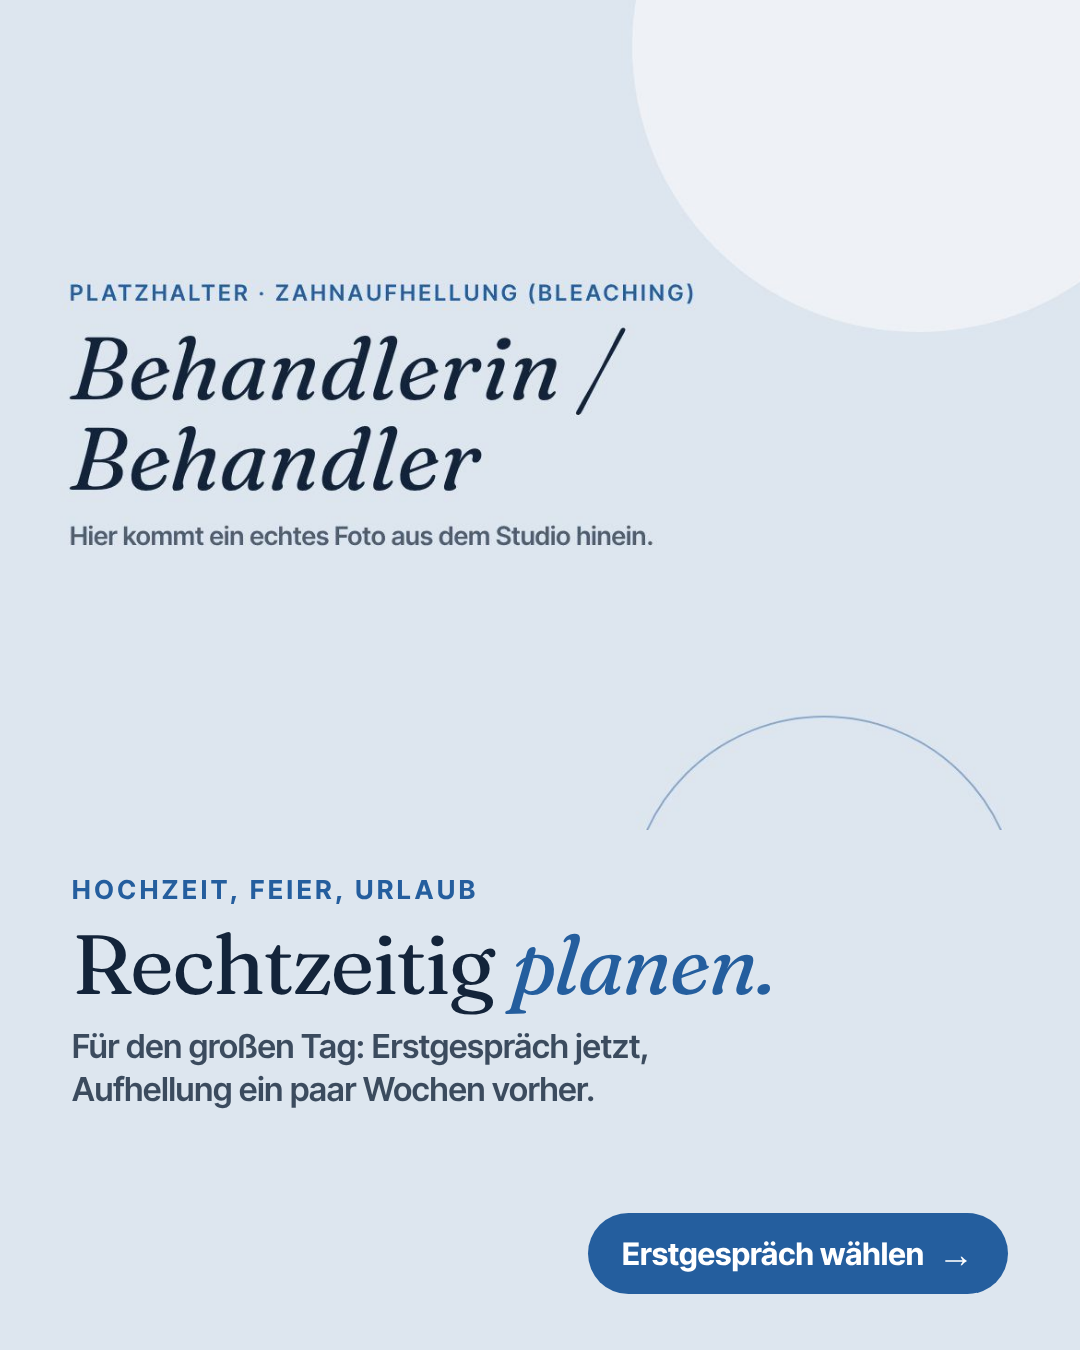 PLATZHALTER · ZAHNAUFHELLUNG (BLEACHING)
Behandlerin /
Behandler
Hier kommt ein echtes Foto aus dem Studio hinein.
HOCHZEIT, FEIER, URLAUB
Rechtzeitig planen.
Für den großen Tag: Erstgespräch jetzt,
Aufhellung ein paar Wochen vorher.
Erstgespräch wählen →